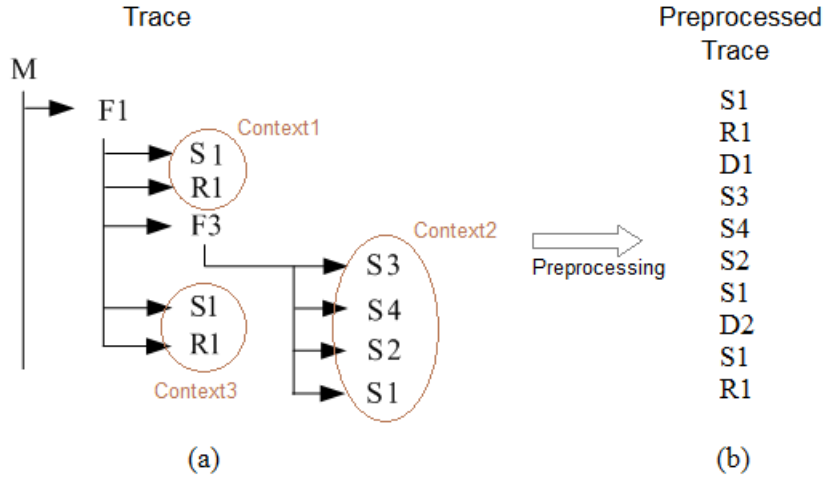 Trace
M
F1
Context1
S1
R1
F3
Context2
S3
S4
S2
S1
S1
R1
Context3
(a)
Preprocessing
Preprocessed
Trace
S1
R1
D1
S3
S4
S2
S1
D2
S1
R1
(b)